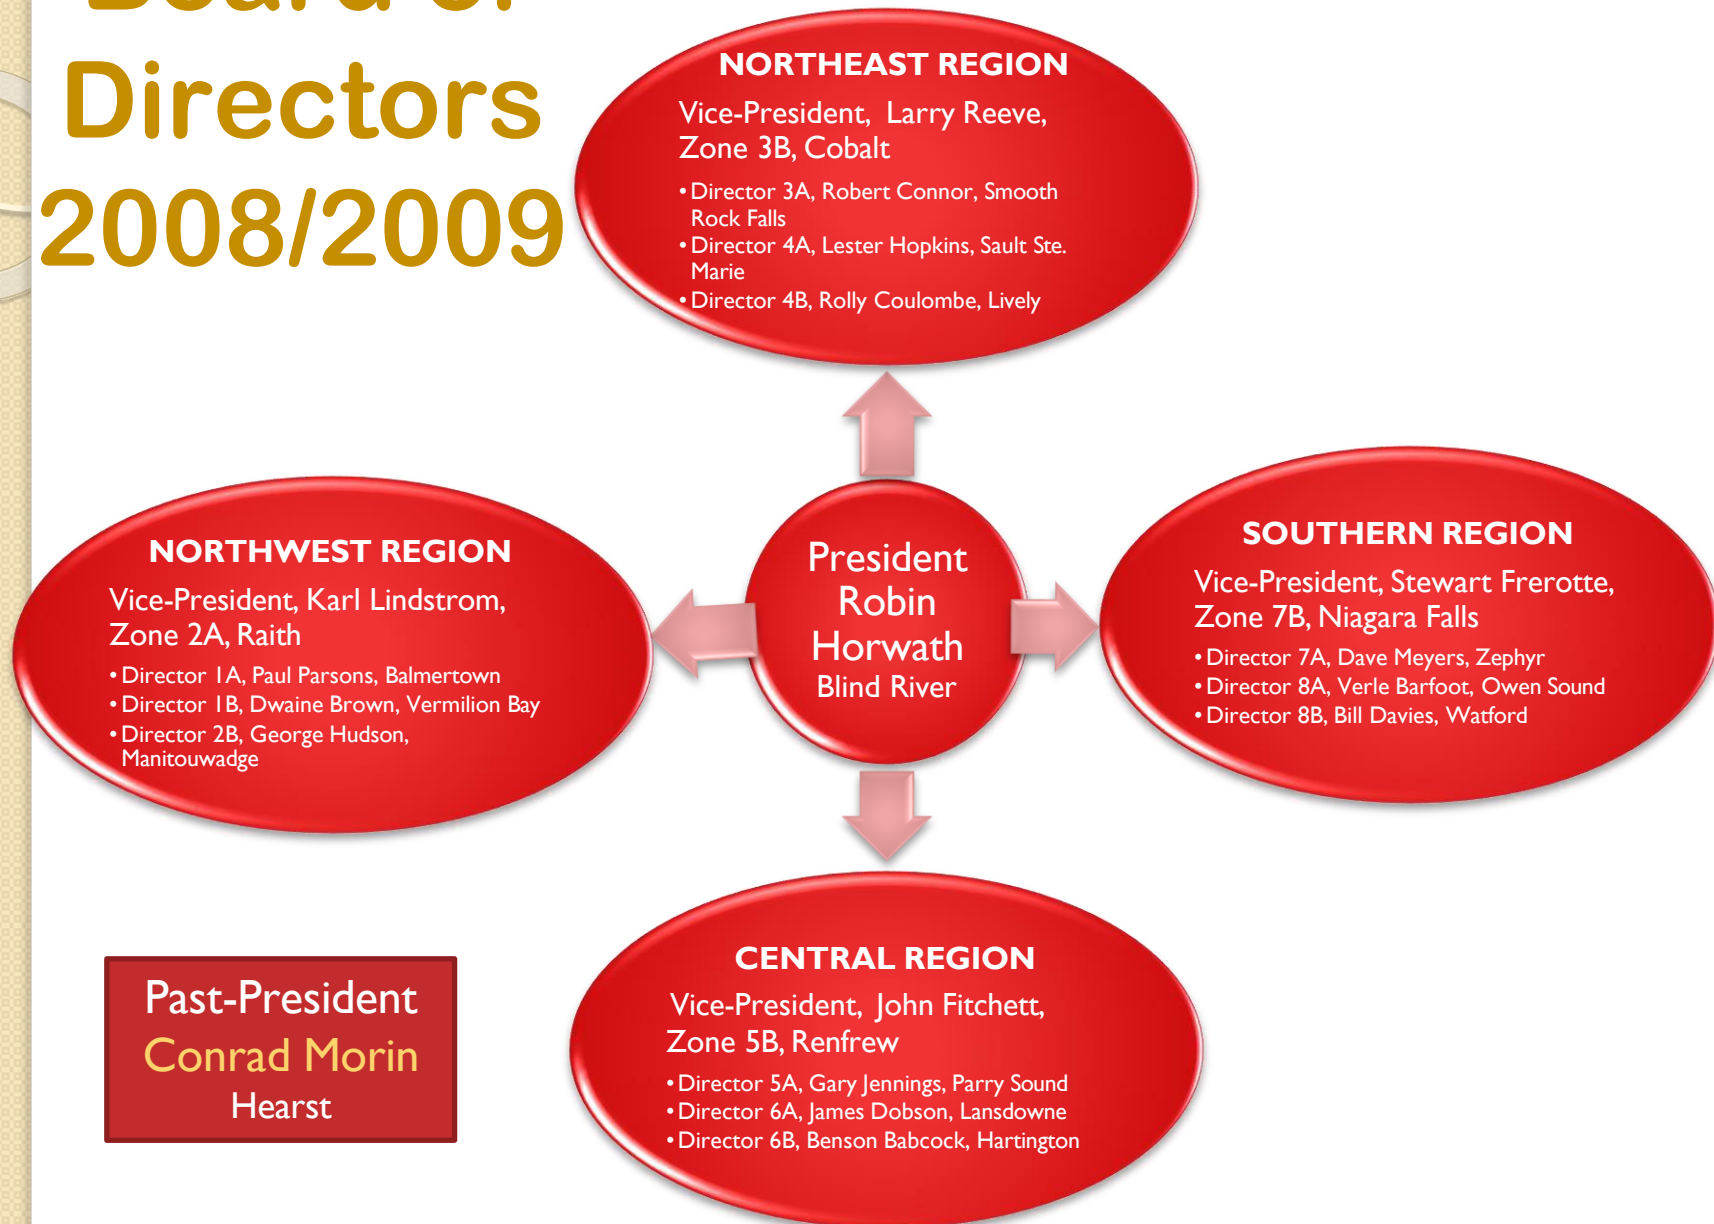 Board of
Directors
2008/2009
NORTHEAST REGION
Vice-President, Larry Reeve,
Zone 3B, Cobalt
• Director 3A, Robert Connor, Smooth
Rock Falls
• Director 4A, Lester Hopkins, Sault Ste.
Marie
• Director 4B, Rolly Coulombe, Lively
NORTHWEST REGION
Vice-President, Karl Lindstrom,
Zone 2A, Raith
• Director 1A, Paul Parsons, Balmertown
• Director 1B, Dwaine Brown, Vermilion Bay
• Director 2B, George Hudson,
Manitouwadge
President
Robin
Horwath
Blind River
SOUTHERN REGION
Vice-President, Stewart Frerotte,
Zone 7B, Niagara Falls
• Director 7A, Dave Meyers, Zephyr
• Director 8A, Verle Barfoot, Owen Sound
• Director 8B, Bill Davies, Watford
CENTRAL REGION
Vice-President, John Fitchett,
Zone 5B, Renfrew
• Director 5A, Gary Jennings, Parry Sound
• Director 6A, James Dobson, Lansdowne
• Director 6B, Benson Babcock, Hartington
Past-President
Conrad Morin
Hearst